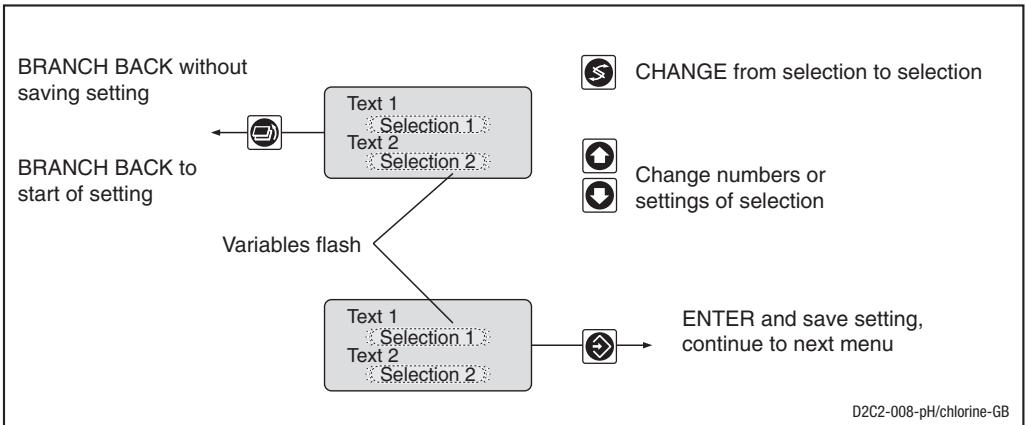 BRANCH BACK without
saving setting
BRANCH BACK to
start of setting
Text 1
Selection 1
Text 2
Selection 2
CHANGE from selection to selection
Change numbers or
settings of selection
Variables flash
Text 1
Selection 1
Text 2
Selection 2
ENTER and save setting,
continue to next menu
D2C2-008-pH/chlorine-GB